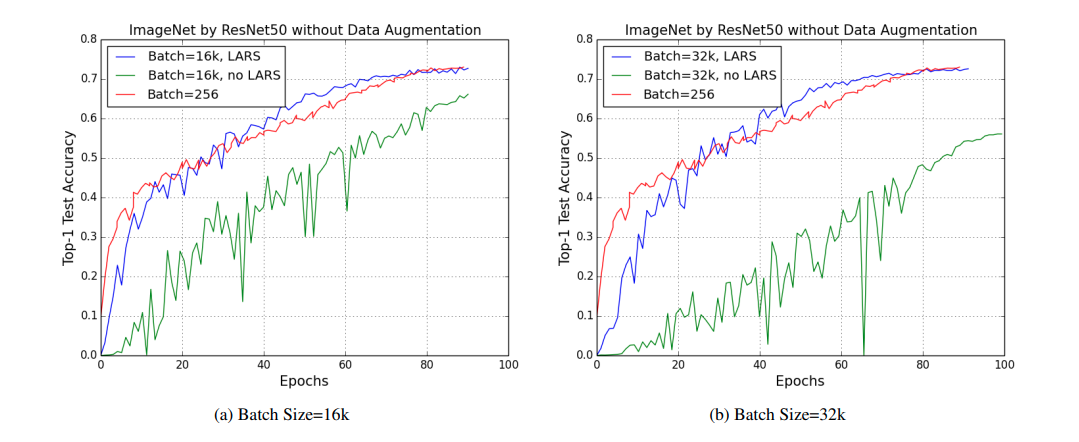 ImageNet by ResNet50 without Data Augmentation
Batch=16k, LARS
Batch=16k, no LARS
Batch=256
Top-1 Test Accuracy
0.8
0.7
0.6
0.5
0.4
0.3
0.2
0.1
0.0
0 20 40 60 80 100
Epochs
(a) Batch Size=16k
ImageNet by ResNet50 without Data Augmentation
Batch=32k, LARS
Batch=32k, no LARS
Batch=256
Top-1 Test Accuracy
0.8
0.7
0.6
0.5
0.4
0.3
0.2
0.1
0.0
0 20 40 60 80 100
Epochs
(b) Batch Size=32k